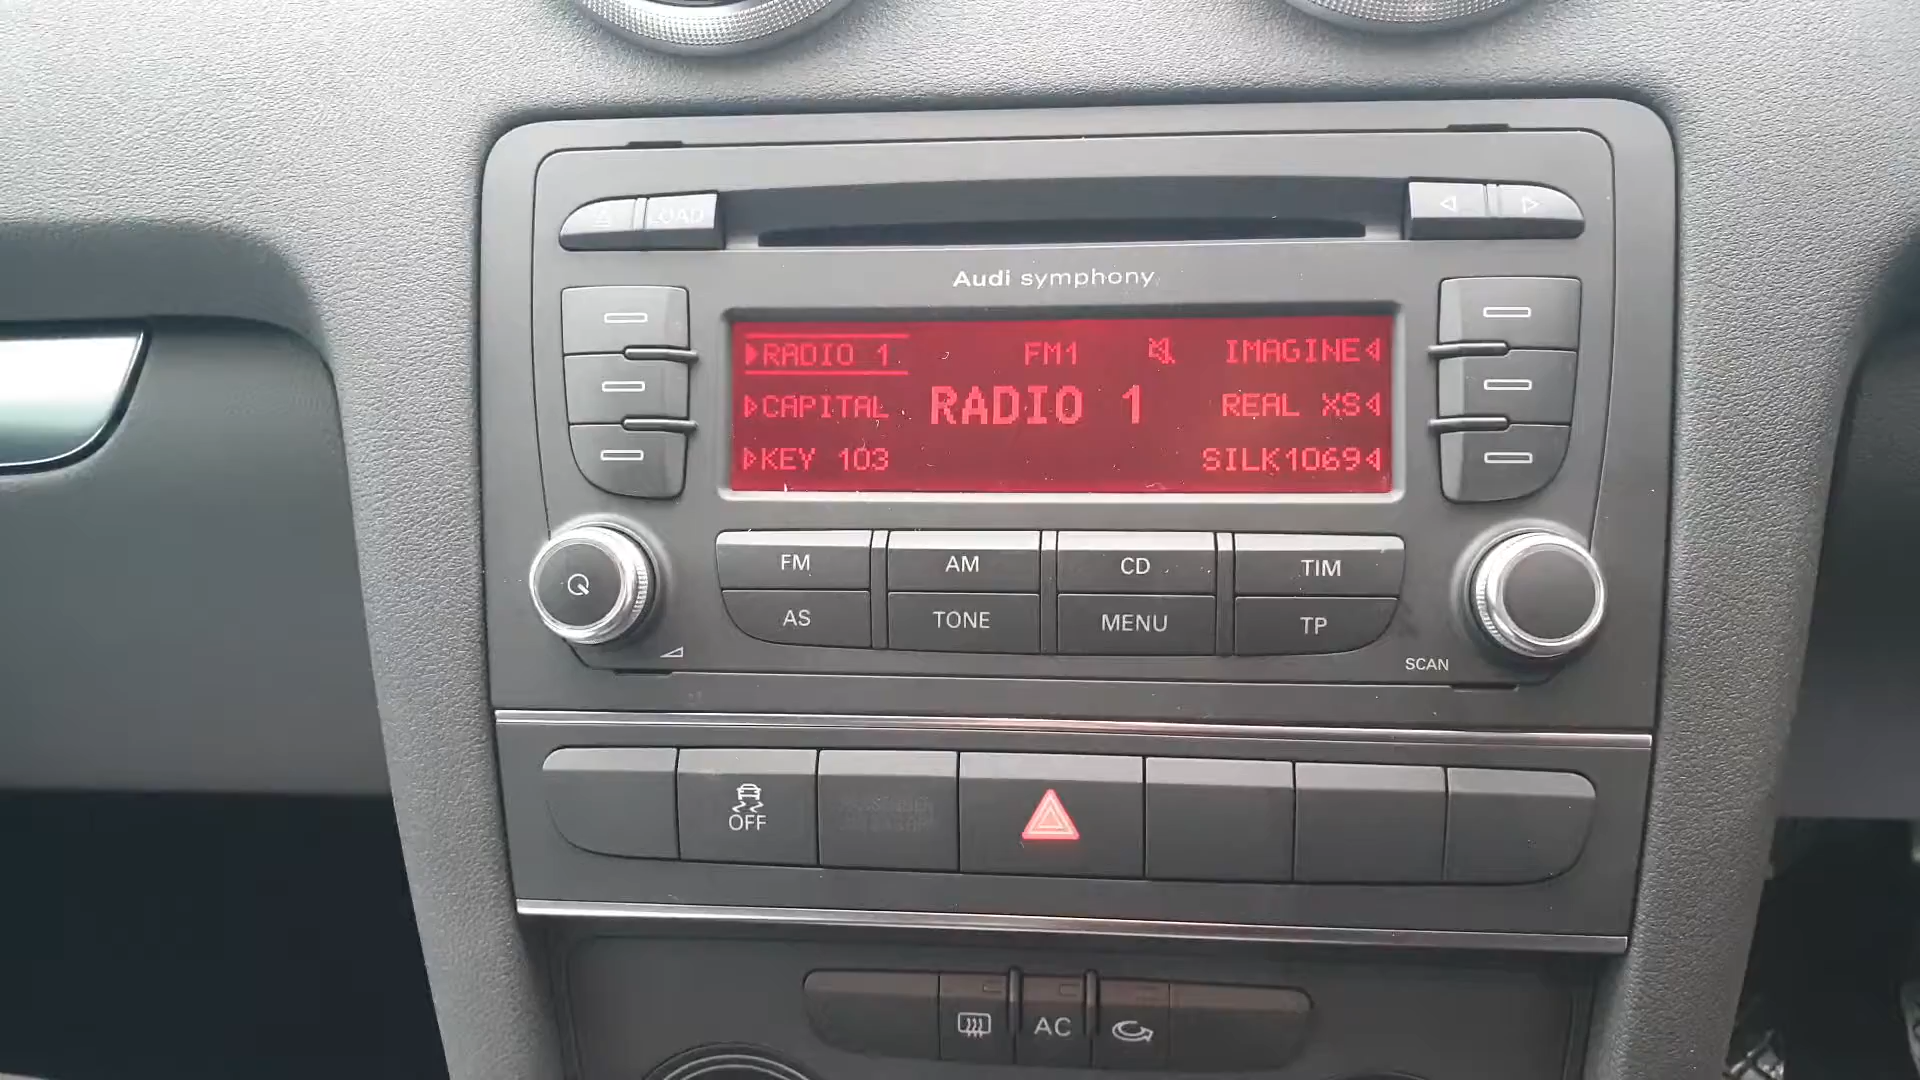 LOAD
Audi symphony
RADIO 1 FM1 IMAGINE
CAPITAL RADIO 1 REAL XS
KEY 103 SILK1069
FM AM CD TIM
AS TONE MENU TP
SCAN
OFF
AC